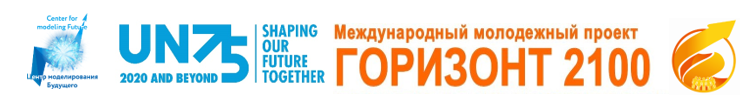 Center for
modeling Future
Центр моделирования
Будущего
UN75
2020 AND BEYOND
SHAPING
OUR
FUTURE
TOGETHER
Международный молодежный проект
ГОРИЗОНТ 2100